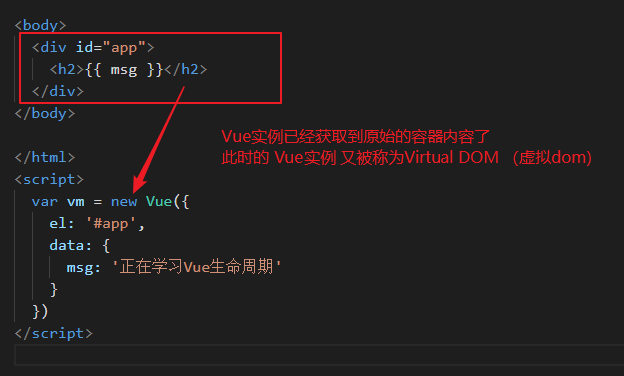 <body>
<div id="app">
<h2>{{ msg }}</h2>
</div>
</body>
Vue实例已经获取到原始的容器内容了
此时的 Vue实例 又被称为Virtual DOM （虚拟dom）
</html>
<script>
var vm = new Vue({
el: '#app',
data: {
msg: '正在学习Vue生命周期'
}
})
</script>